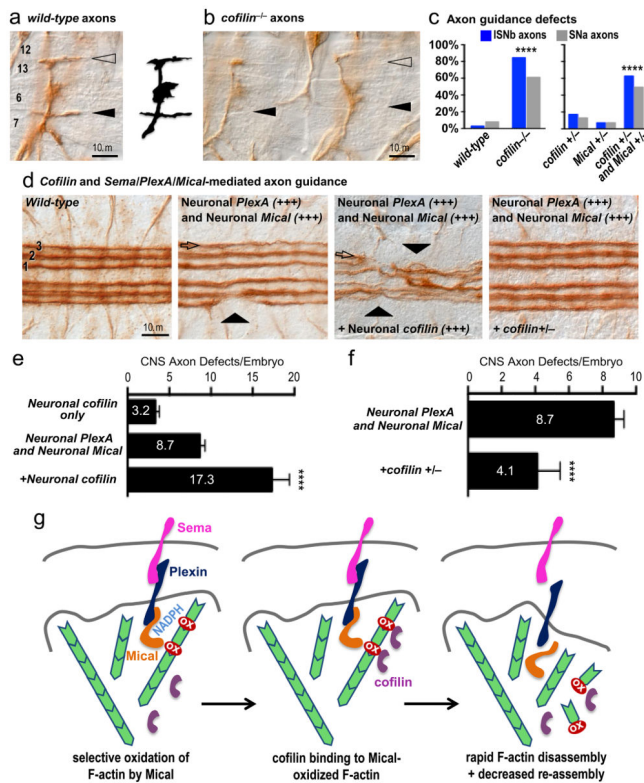 a wild-type axons
12
13
6
7
10 m
b cofilin–/– axons
10 m
c Axon guidance defects
ISNb axons
SNa axons
100%
80%
60%
40%
20%
0%
****
wild-type
cofilin–/–
****
cofilin +/–
Mical +/–
cofilin +/–
and Mical +/–
d Cofilin and Sema/PlexA/Mical-mediated axon guidance
Wild-type
3
2
1
10 m
Neuronal PlexA (+++)
and Neuronal Mical (+++)
Neuronal PlexA (+++)
and Neuronal Mical (+++)
+ Neuronal cofilin (+++)
Neuronal PlexA (+++)
and Neuronal Mical (+++)
+ cofilin+/–
e
CNS Axon Defects/Embryo
0 5 10 15 20
Neuronal cofilin
only
3.2
Neuronal PlexA
and Neuronal Mical
8.7
+Neuronal cofilin
17.3
****
f
CNS Axon Defects/Embryo
0 2 4 6 8 10
Neuronal PlexA
and Neuronal Mical
8.7
+cofilin +/–
4.1
****
g
Sema
Plexin
NADPH
Mical
OX
OX
selective oxidation of
F-actin by Mical
OX
OX
cofilin
cofilin binding to Mical-
oxidized F-actin
OX
OX
rapid F-actin disassembly
+ decreased re-assembly